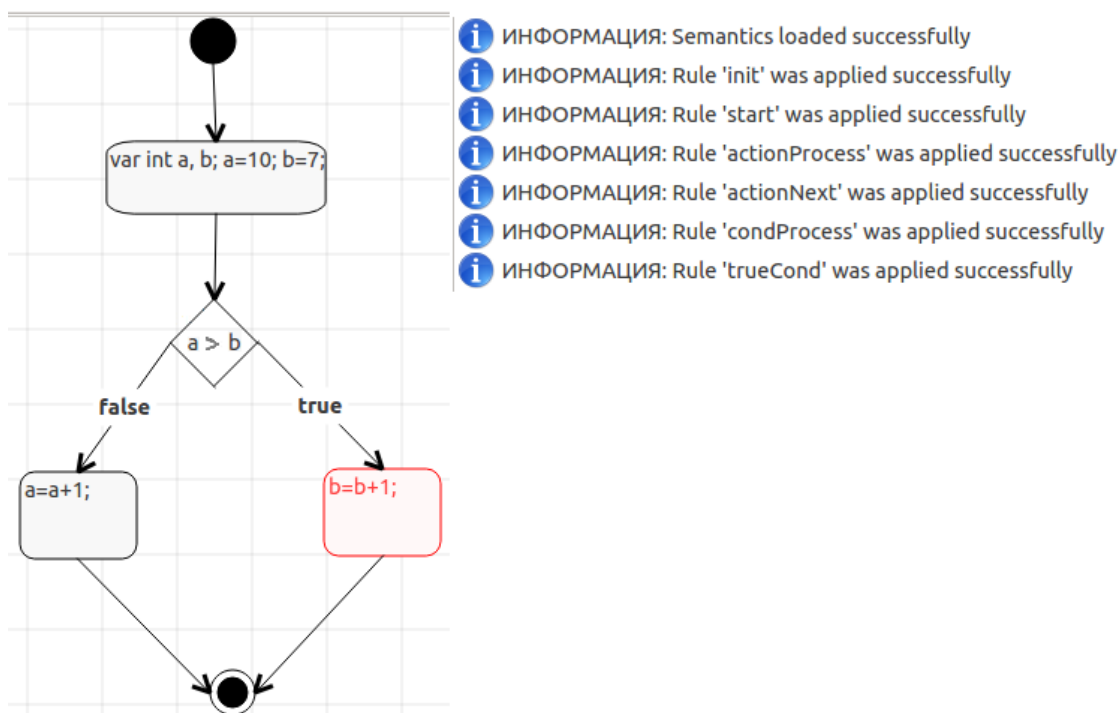 var int a, b; a=10; b=7;
a > b
false
true
a=a+1;
b=b+1;
ИНФОРМАЦИЯ: Semantics loaded successfully
ИНФОРМАЦИЯ: Rule 'init' was applied successfully
ИНФОРМАЦИЯ: Rule 'start' was applied successfully
ИНФОРМАЦИЯ: Rule 'actionProcess' was applied successfully
ИНФОРМАЦИЯ: Rule 'actionNext' was applied successfully
ИНФОРМАЦИЯ: Rule 'condProcess' was applied successfully
ИНФОРМАЦИЯ: Rule 'trueCond' was applied successfully